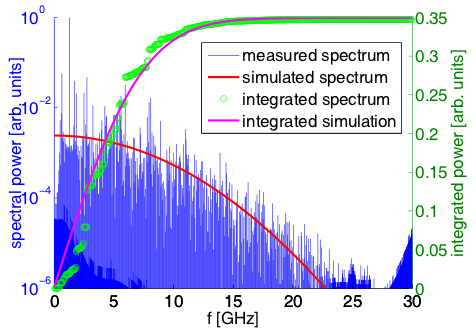 10^0
10^-2
10^-4
10^-6
spectral power [arb. units]
measured spectrum
simulated spectrum
integrated spectrum
integrated simulation
0.35
0.3
0.25
0.2
0.15
0.1
0.05
0
integrated power [arb. units]
0 5 10 15 20 25 30
f [GHz]